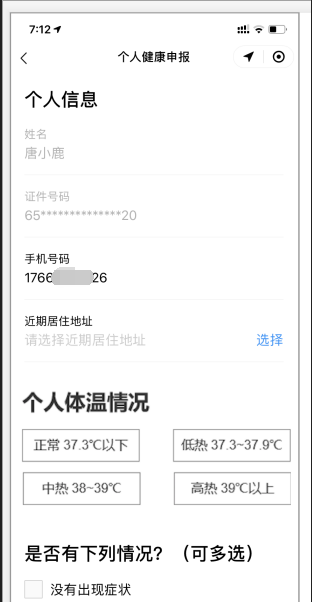 7:12
个人健康申报
个人信息
姓名
唐小鹿
证件号码
65**************20
手机号码
1766 26
近期居住地址
请选择近期居住地址 选择
个人体温情况
正常 37.3℃以下 低热 37.3~37.9℃
中热 38~39℃ 高热 39℃以上
是否有下列情况？（可多选）
没有出现症状